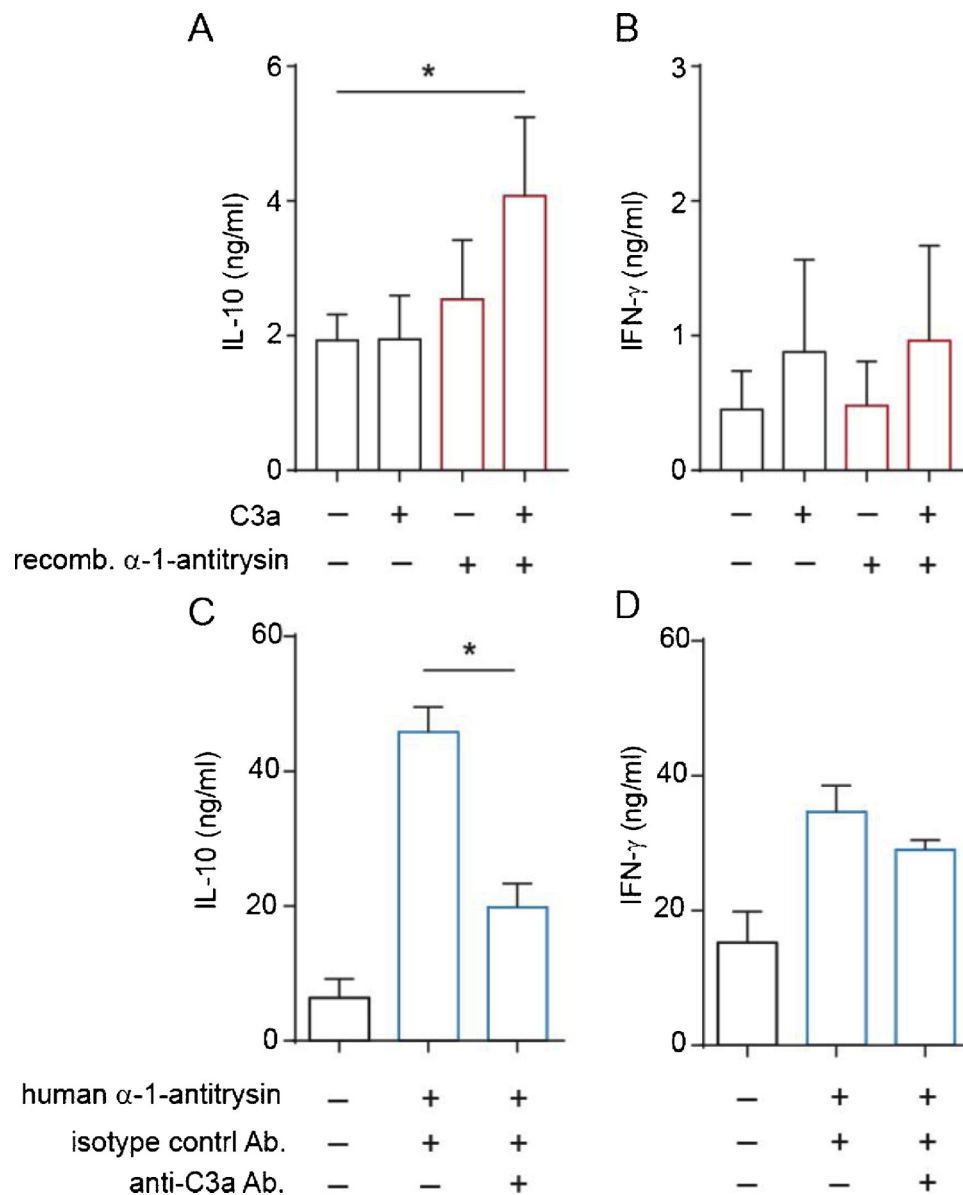 A
B
IL-10 (ng/ml)
6
4
2
0
*
IFN-γ (ng/ml)
3
2
1
0
C3a − + − + − + − +
recomb. α-1-antitrysin − − + + − − + +
C
D
IL-10 (ng/ml)
60
40
20
0
*
IFN-γ (ng/ml)
60
40
20
0
human α-1-antitrysin − + + − + +
isotype contrl Ab. − + + − + +
anti-C3a Ab. − − + − − +